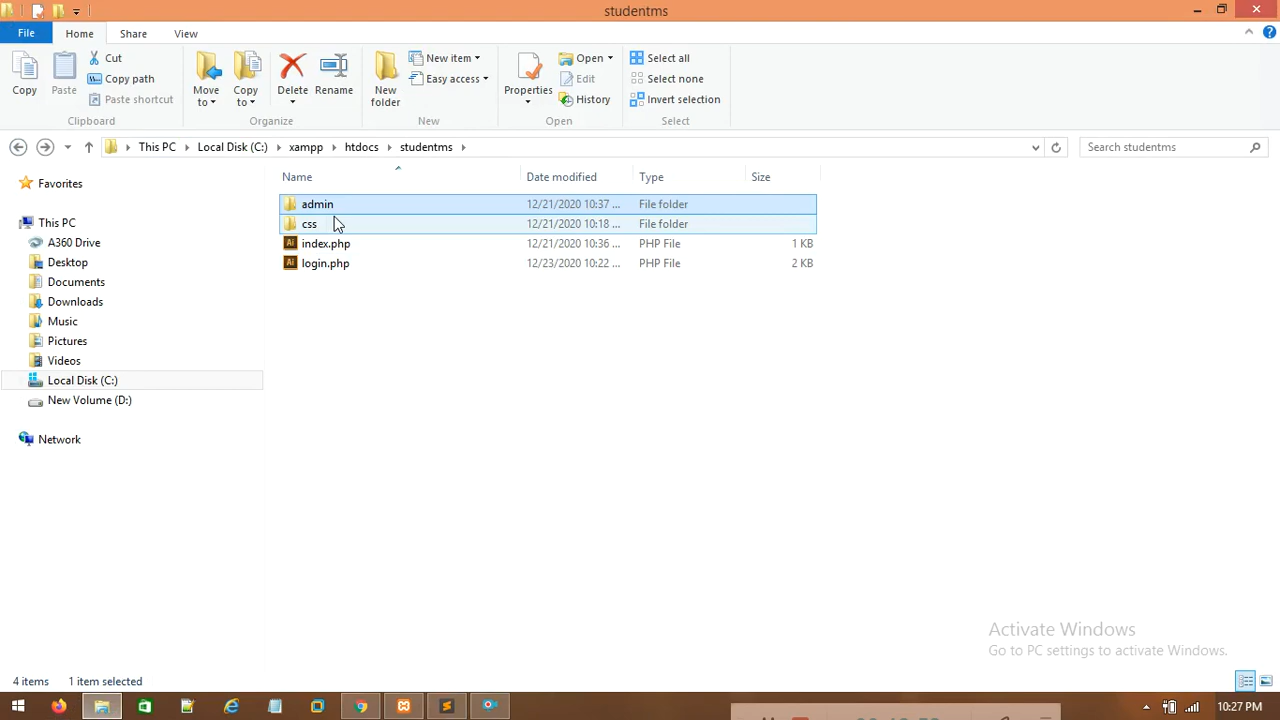 studentms
File Home Share View
Copy Paste Cut Copy path Paste shortcut Move to Copy to Delete Rename New folder New item Easy access Properties Open Edit History Select all Select none Invert selection
Clipboard Organize New Open Select
This PC Local Disk (C:) xampp htdocs studentms Search studentms
Name Date modified Type Size
Favorites
This PC
A360 Drive
Desktop
Documents
Downloads
Music
Pictures
Videos
Local Disk (C:)
New Volume (D:)
Network
admin 12/21/2020 10:37 ... File folder
css 12/21/2020 10:18 ... File folder
Ai index.php 12/21/2020 10:36 ... PHP File 1 KB
Ai login.php 12/23/2020 10:22 ... PHP File 2 KB
Activate Windows
Go to PC settings to activate Windows.
4 items 1 item selected
10:27 PM